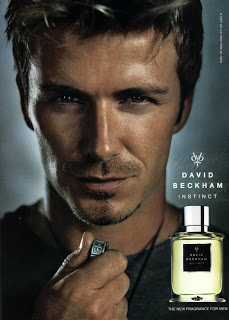 DAVID
BECKHAM
INSTINCT
DAVID
BECKHAM
INSTINCT
THE NEW FRAGRANCE FOR MEN